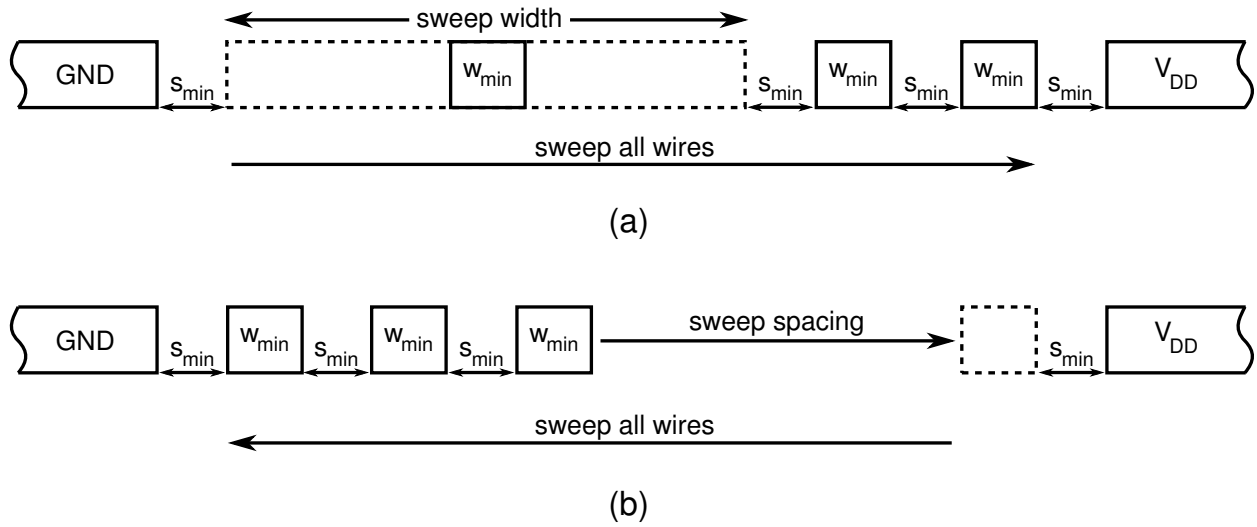 sweep width
GND s_min w_min s_min w_min s_min w_min s_min V_DD
sweep all wires
(a)
GND s_min w_min s_min w_min s_min w_min sweep spacing s_min V_DD
sweep all wires
(b)